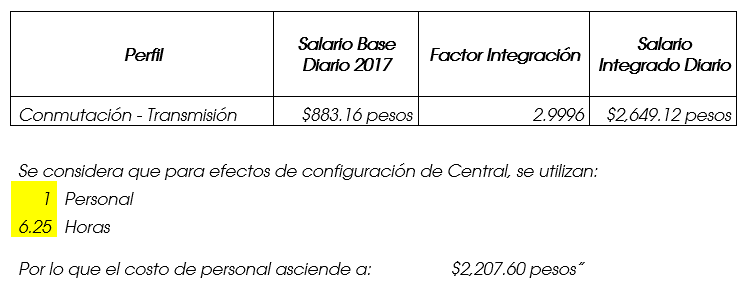 Perfil
Salario Base
Diario 2017
Factor Integración
Salario
Integrado Diario
Conmutación - Transmisión
$883.16 pesos
2.9996
$2,649.12 pesos
Se considera que para efectos de configuración de Central, se utilizan:
1 Personal
6.25 Horas
Por lo que el costo de personal asciende a: $2,207.60 pesos”